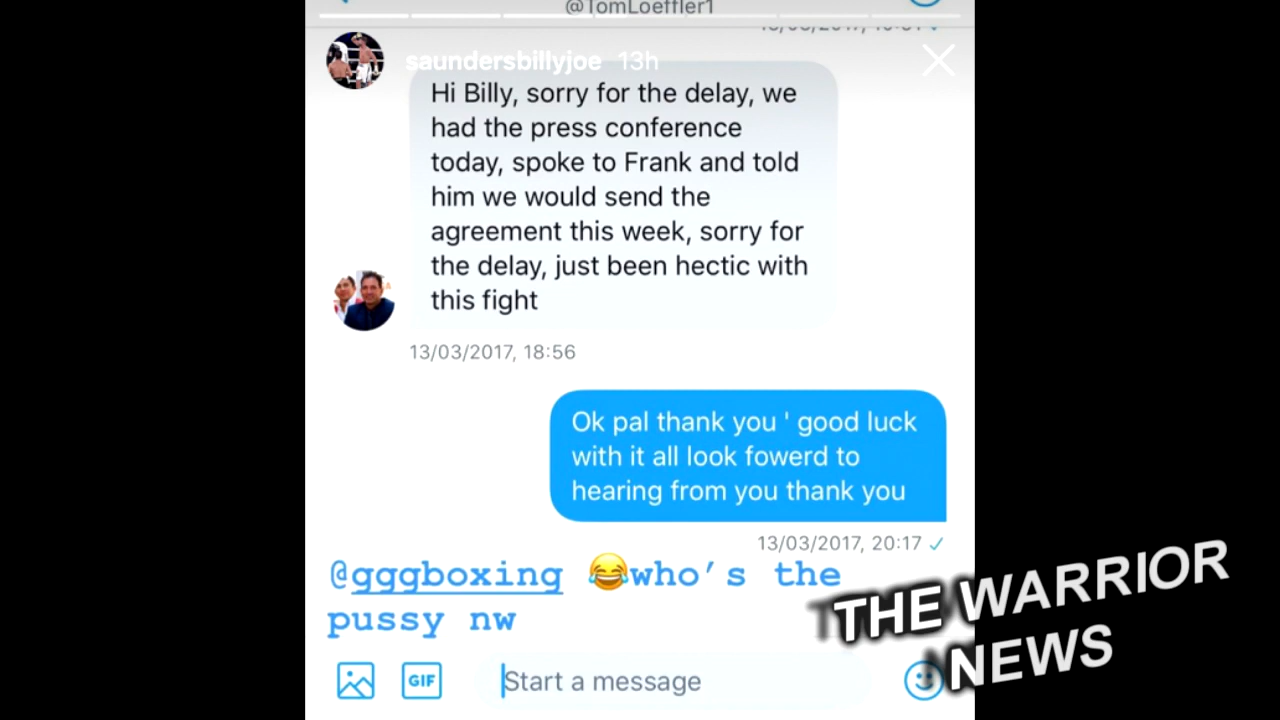 @TomLoeffler1
saundersbillyjoe 13h
Hi Billy, sorry for the delay, we
had the press conference
today, spoke to Frank and told
him we would send the
agreement this week, sorry for
the delay, just been hectic with
this fight
13/03/2017, 18:56
Ok pal thank you ' good luck
with it all look fowerd to
hearing from you thank you
13/03/2017, 20:17
@gggboxing 😂who's the
pussy nw
GIF
Start a message
THE WARRIOR
NEWS